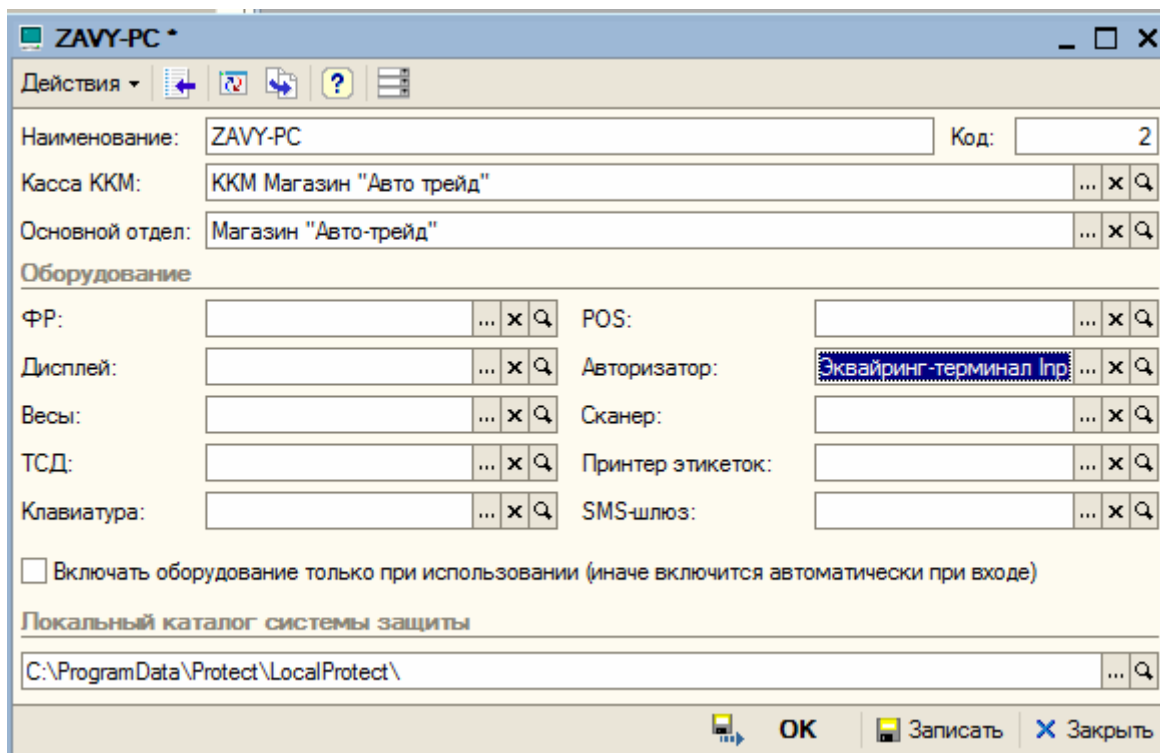 ZAVY-PC *
Действия
Наименование: ZAVY-PC Код: 2
Касса ККМ: ККМ Магазин "Авто трейд"
Основной отдел: Магазин "Авто-трейд"
Оборудование
ФР: POS:
Дисплей: Авторизатор: Эквайринг-терминал Inp
Весы: Сканер:
ТСД: Принтер этикеток:
Клавиатура: SMS-шлюз:
Включать оборудование только при использовании (иначе включится автоматически при входе)
Локальный каталог системы защиты
C:\ProgramData\Protect\LocalProtect\
OK Записать Закрыть